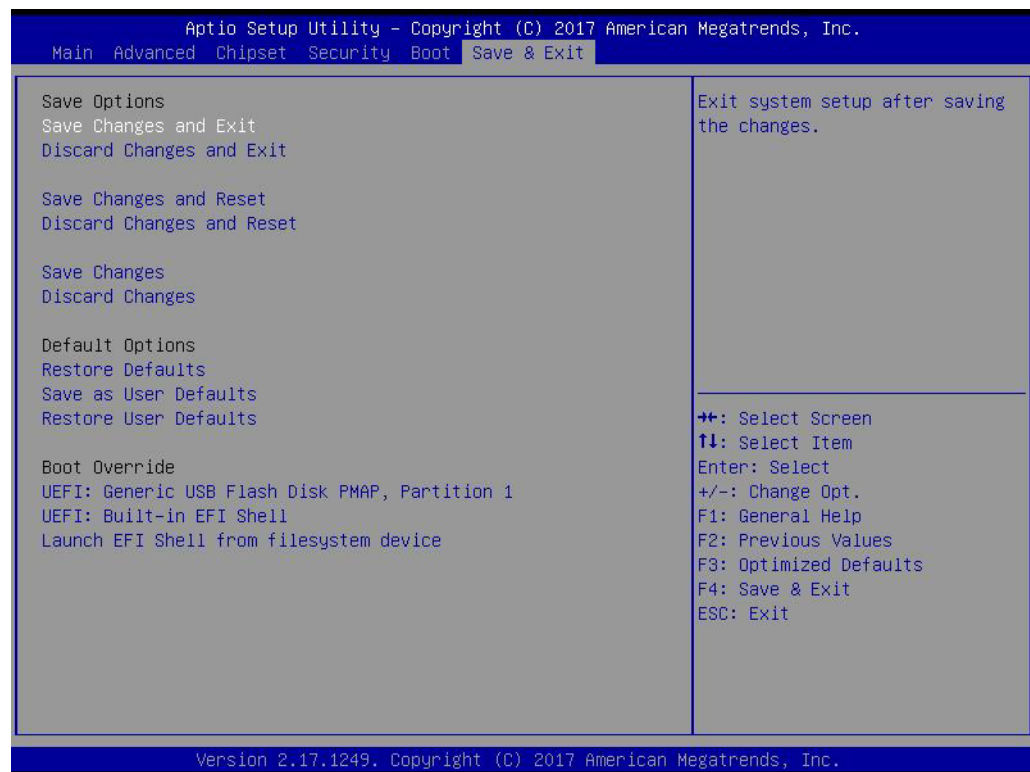 Aptio Setup Utility – Copyright (C) 2017 American Megatrends, Inc.
Main Advanced Chipset Security Boot Save & Exit
Save Options
Save Changes and Exit
Discard Changes and Exit
Save Changes and Reset
Discard Changes and Reset
Save Changes
Discard Changes
Default Options
Restore Defaults
Save as User Defaults
Restore User Defaults
Boot Override
UEFI: Generic USB Flash Disk PMAP, Partition 1
UEFI: Built-in EFI Shell
Launch EFI Shell from filesystem device
Exit system setup after saving
the changes.
→←: Select Screen
↑↓: Select Item
Enter: Select
+/-: Change Opt.
F1: General Help
F2: Previous Values
F3: Optimized Defaults
F4: Save & Exit
ESC: Exit
Version 2.17.1249. Copyright (C) 2017 American Megatrends, Inc.